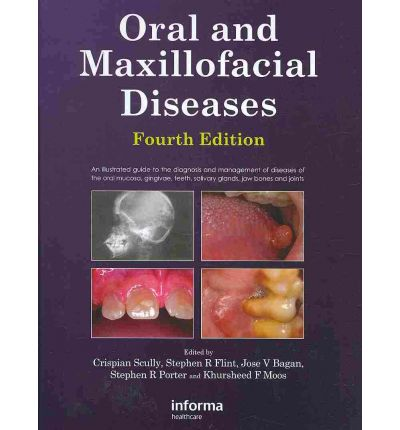 Oral and
Maxillofacial
Diseases
Fourth Edition
An illustrated guide to the diagnosis and management of diseases of
the oral mucosa, gingivae, teeth, salivary glands, jaw bones and joints
Edited by
Crispian Scully, Stephen R Flint, Jose V Bagan,
Stephen R Porter and Khursheed F Moos
informa
healthcare